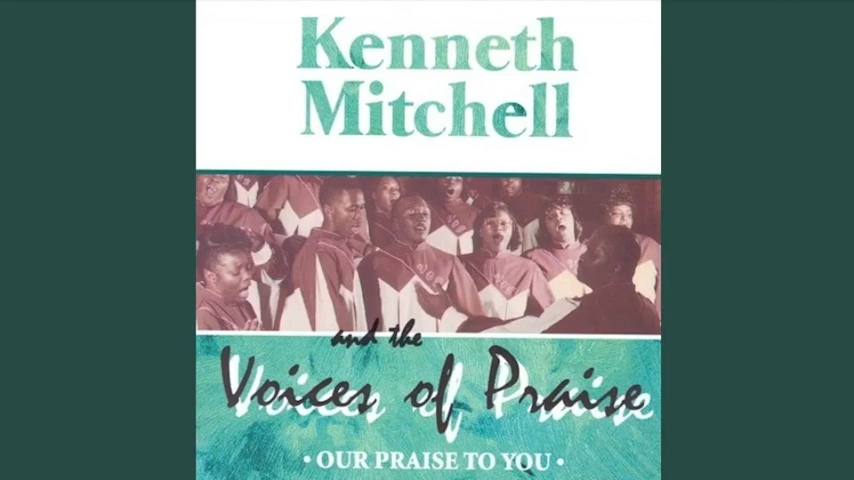 Kenneth
Mitchell
and the
Voices of Praise
• OUR PRAISE TO YOU •